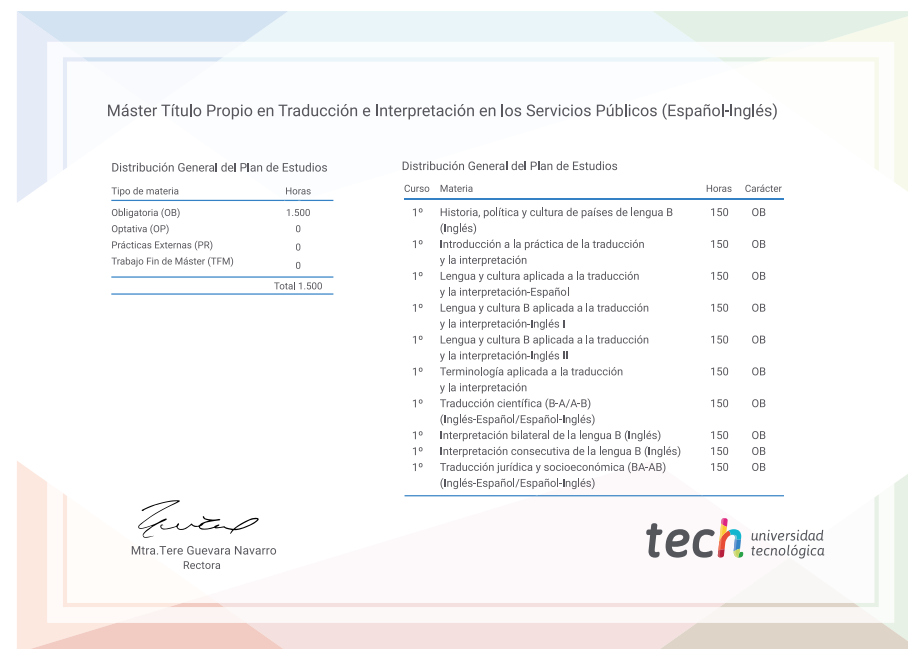 Máster Título Propio en Traducción e Interpretación en los Servicios Públicos (Español-Inglés)
Distribución General del Plan de Estudios
Tipo de materia Horas
Obligatoria (OB) 1.500
Optativa (OP) 0
Prácticas Externas (PR) 0
Trabajo Fin de Máster (TFM) 0
Total 1.500
Distribución General del Plan de Estudios
Curso Materia Horas Carácter
1º Historia, política y cultura de países de lengua B 150 OB
(Inglés)
1º Introducción a la práctica de la traducción 150 OB
y la interpretación
1º Lengua y cultura aplicada a la traducción 150 OB
y la interpretación-Español
1º Lengua y cultura B aplicada a la traducción 150 OB
y la interpretación-Inglés I
1º Lengua y cultura B aplicada a la traducción 150 OB
y la interpretación-Inglés II
1º Terminología aplicada a la traducción 150 OB
y la interpretación
1º Traducción científica (B-A/A-B) 150 OB
(Inglés-Español/Español-Inglés)
1º Interpretación bilateral de la lengua B (Inglés) 150 OB
1º Interpretación consecutiva de la lengua B (Inglés) 150 OB
1º Traducción jurídica y socioeconómica (BA-AB) 150 OB
(Inglés-Español/Español-Inglés)
Mtra.Tere Guevara Navarro
Rectora
tech universidad
tecnológica